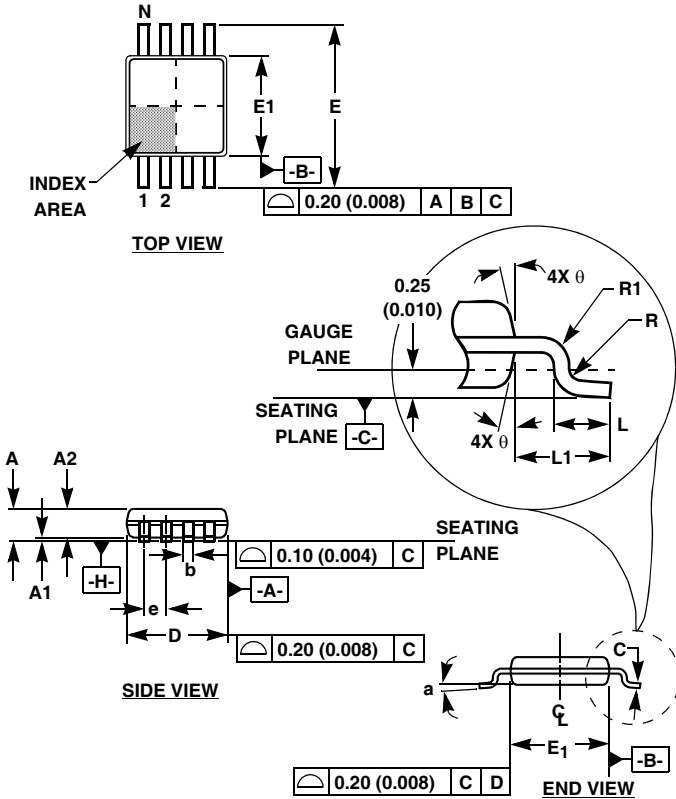 N
E1
E
-B-
INDEX
AREA
1 2
0.20 (0.008) A B C
TOP VIEW
0.25
(0.010)
4X θ
R1
R
GAUGE
PLANE
SEATING
PLANE
-C-
4X θ
L
L1
A A2
SEATING
PLANE
A1
-H-
b
0.10 (0.004) C
e
-A-
D
0.20 (0.008) C
SIDE VIEW
C
a
CL
E1
-B-
0.20 (0.008) C D
END VIEW